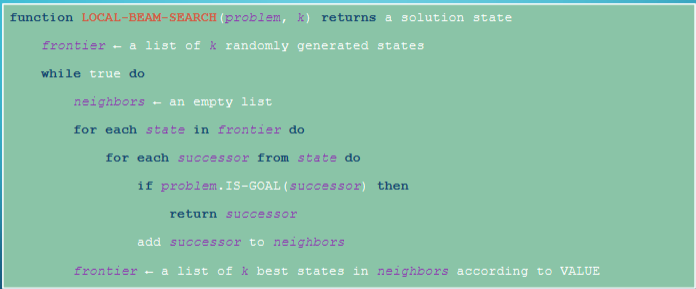 function LOCAL-BEAM-SEARCH(problem, k) returns a solution state
frontier ← a list of k randomly generated states
while true do
neighbors ← an empty list
for each state in frontier do
for each successor from state do
if problem.IS-GOAL(successor) then
return successor
add successor to neighbors
frontier ← a list of k best states in neighbors according to VALUE